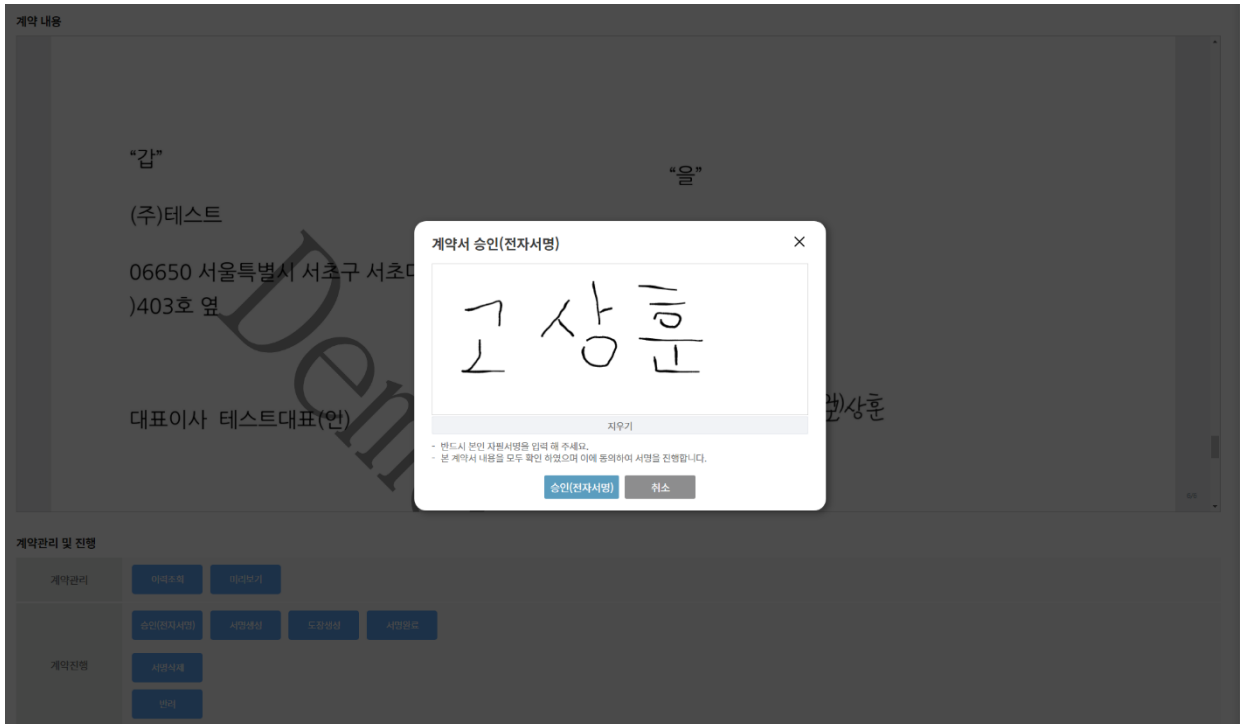 계약 내용
“갑”
“을”
(주)테스트
06650 서울특별시 서초구 서초대
)403호 옆
대표이사 테스트대표(인)
상훈
계약서 승인(전자서명)
고상훈
지우기
- 반드시 본인 자필서명을 입력 해 주세요.
- 본 계약서 내용을 모두 확인 하였으며 이에 동의하여 서명을 진행합니다.
승인(전자서명)
취소
6/6
계약관리 및 진행
계약관리
이력조회
미리보기
계약진행
승인(전자서명)
서명생성
도장생성
서명완료
서명삭제
반려